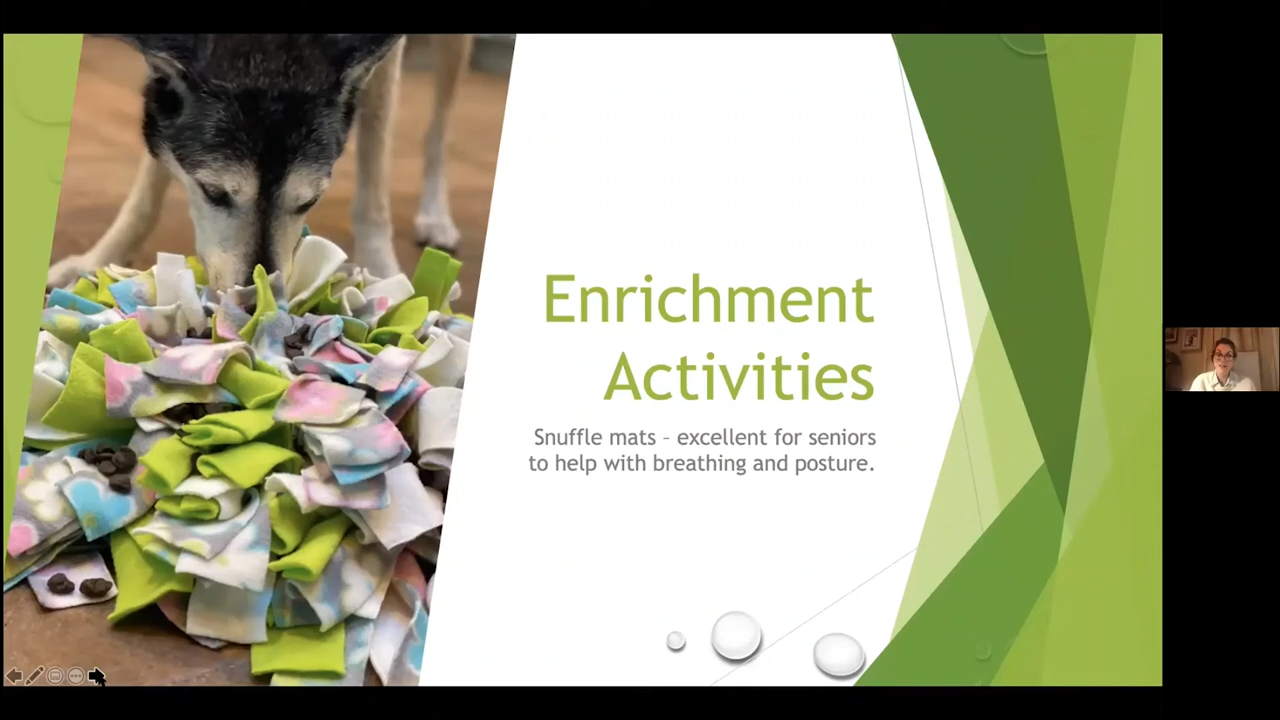 Enrichment
Activities
Snuffle mats – excellent for seniors
to help with breathing and posture.